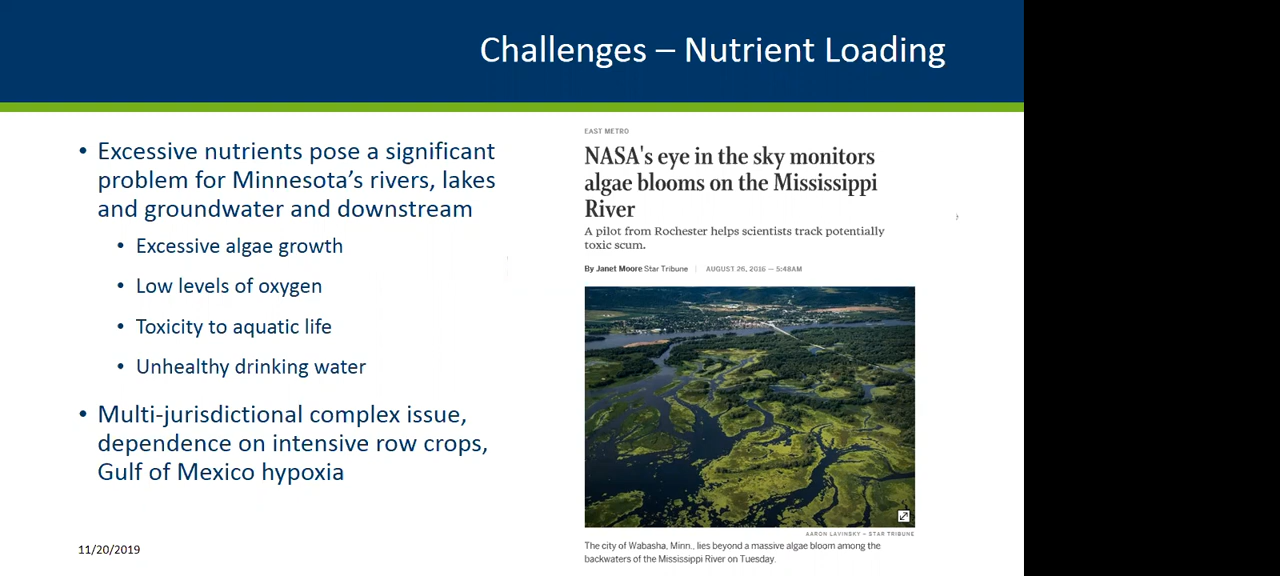 Challenges – Nutrient Loading
• Excessive nutrients pose a significant
problem for Minnesota's rivers, lakes
and groundwater and downstream
• Excessive algae growth
• Low levels of oxygen
• Toxicity to aquatic life
• Unhealthy drinking water
• Multi-jurisdictional complex issue,
dependence on intensive row crops,
Gulf of Mexico hypoxia
11/20/2019
EAST METRO
NASA's eye in the sky monitors
algae blooms on the Mississippi
River
A pilot from Rochester helps scientists track potentially
toxic scum.
By Janet Moore Star Tribune | AUGUST 26, 2016 — 5:48AM
AARON LAVINSKY – STAR TRIBUNE
The city of Wabasha, Minn., lies beyond a massive algae bloom among the
backwaters of the Mississippi River on Tuesday.